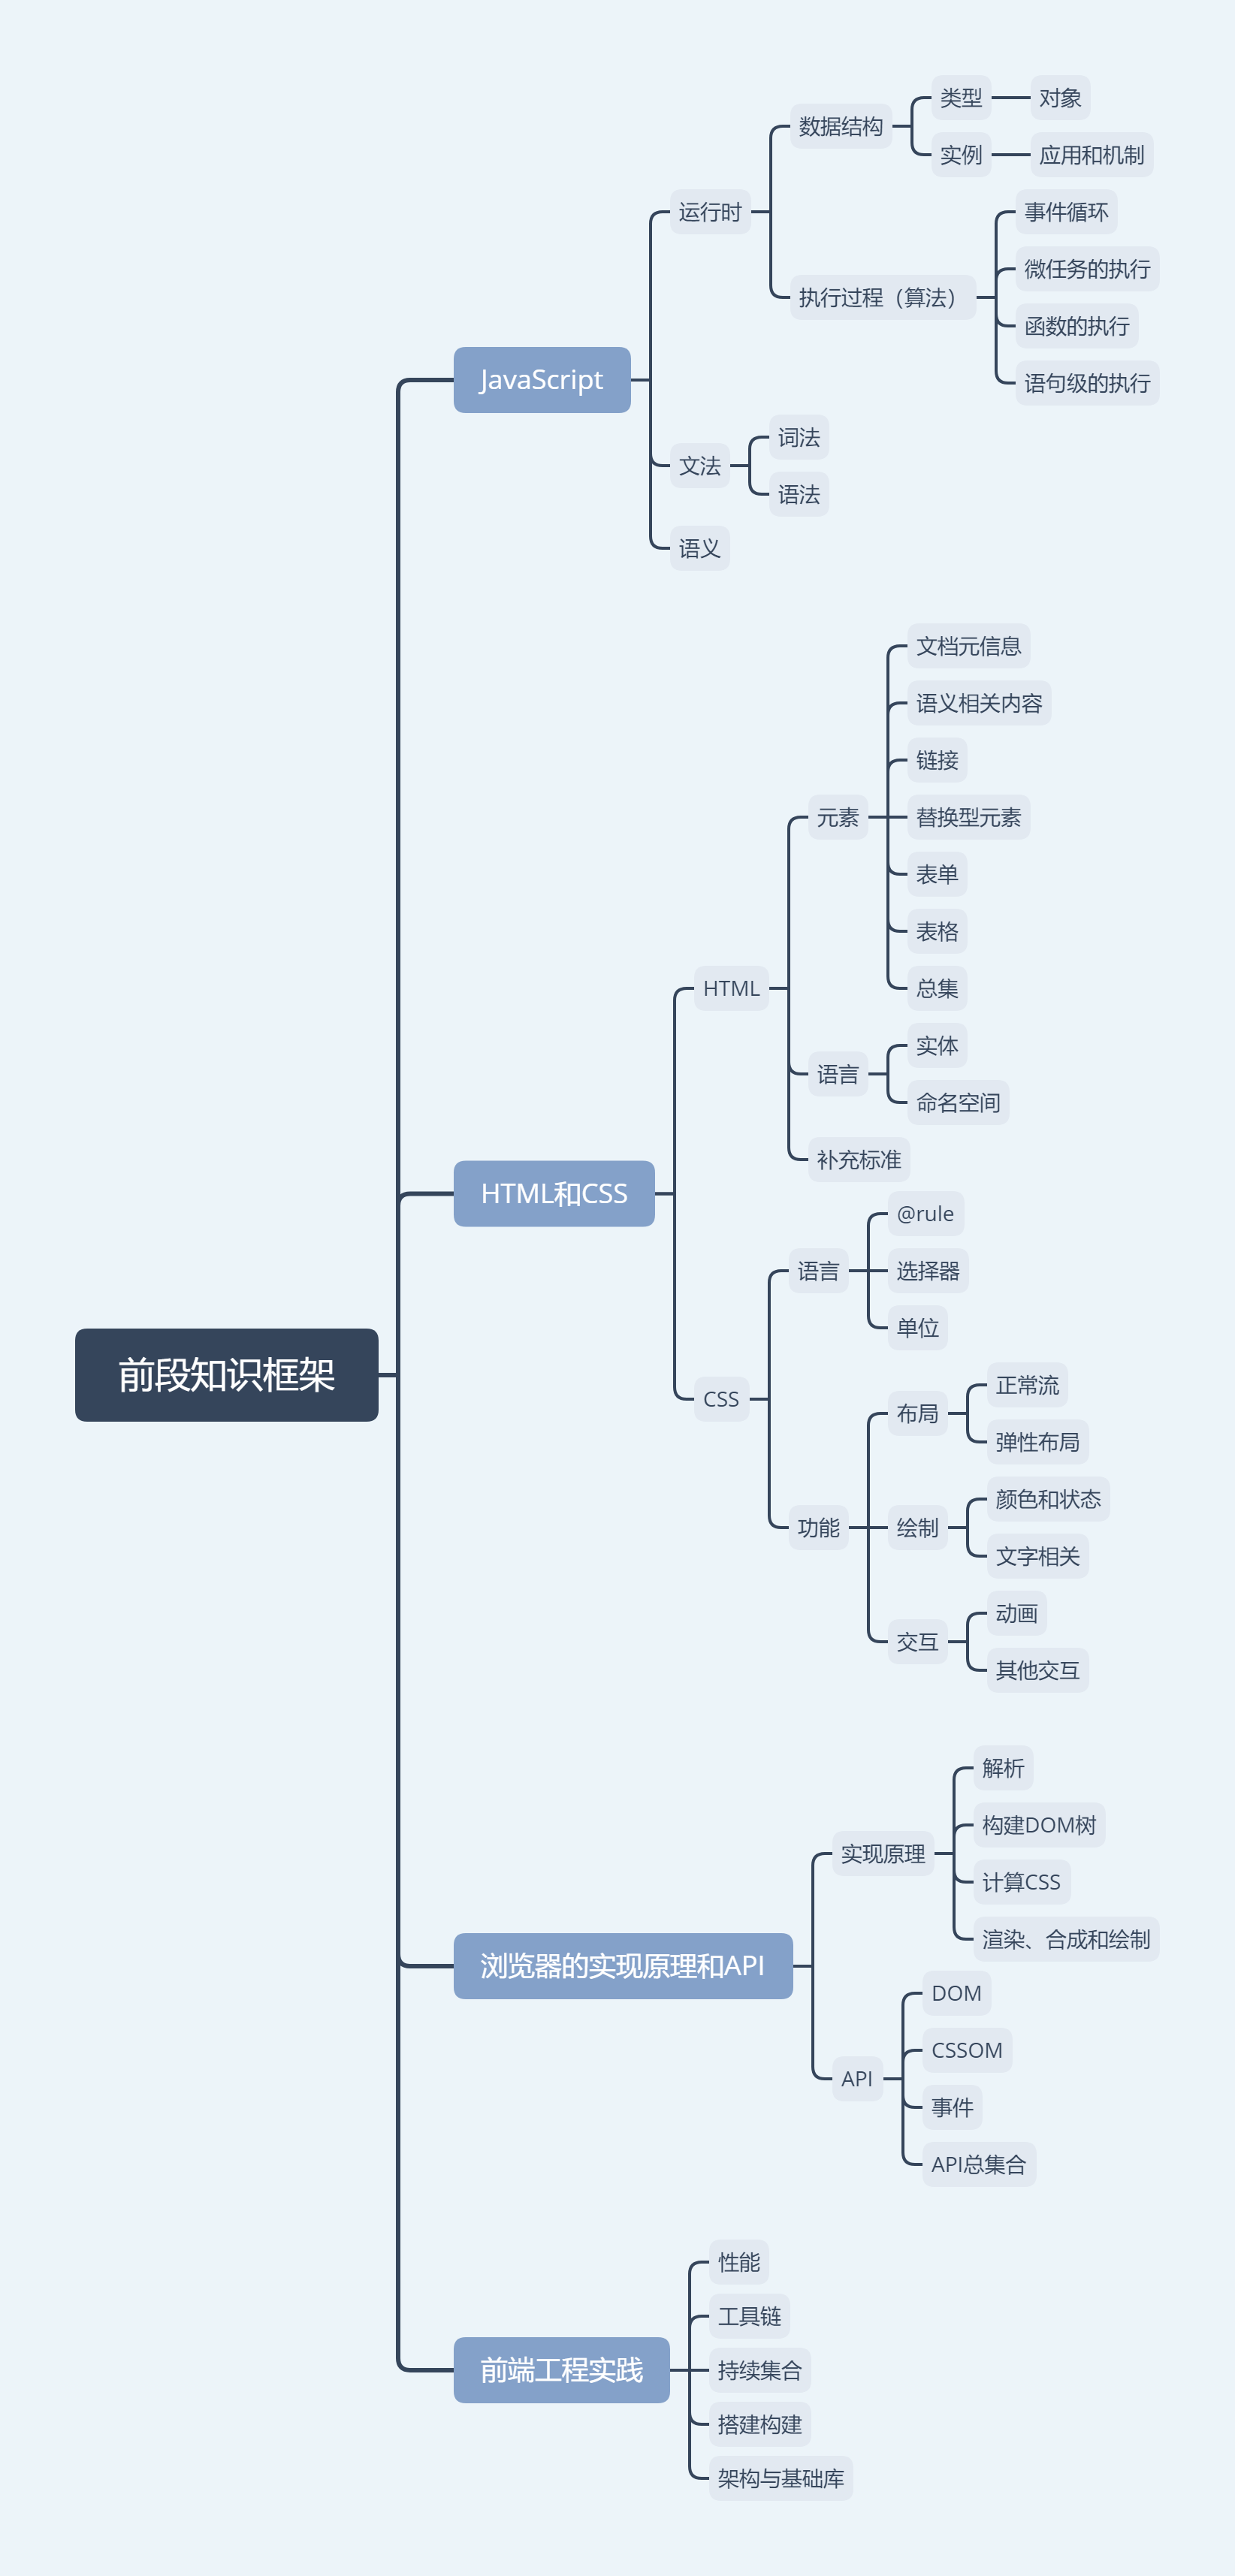 前段知识框架
JavaScript
运行时
数据结构
类型
对象
实例
应用和机制
执行过程（算法）
事件循环
微任务的执行
函数的执行
语句级的执行
文法
词法
语法
语义
HTML和CSS
HTML
元素
文档元信息
语义相关内容
链接
替换型元素
表单
表格
总集
语言
实体
命名空间
补充标准
CSS
语言
@rule
选择器
单位
功能
布局
正常流
弹性布局
绘制
颜色和状态
文字相关
交互
动画
其他交互
浏览器的实现原理和API
实现原理
解析
构建DOM树
计算CSS
渲染、合成和绘制
API
DOM
CSSOM
事件
API总集合
前端工程实践
性能
工具链
持续集合
搭建构建
架构与基础库